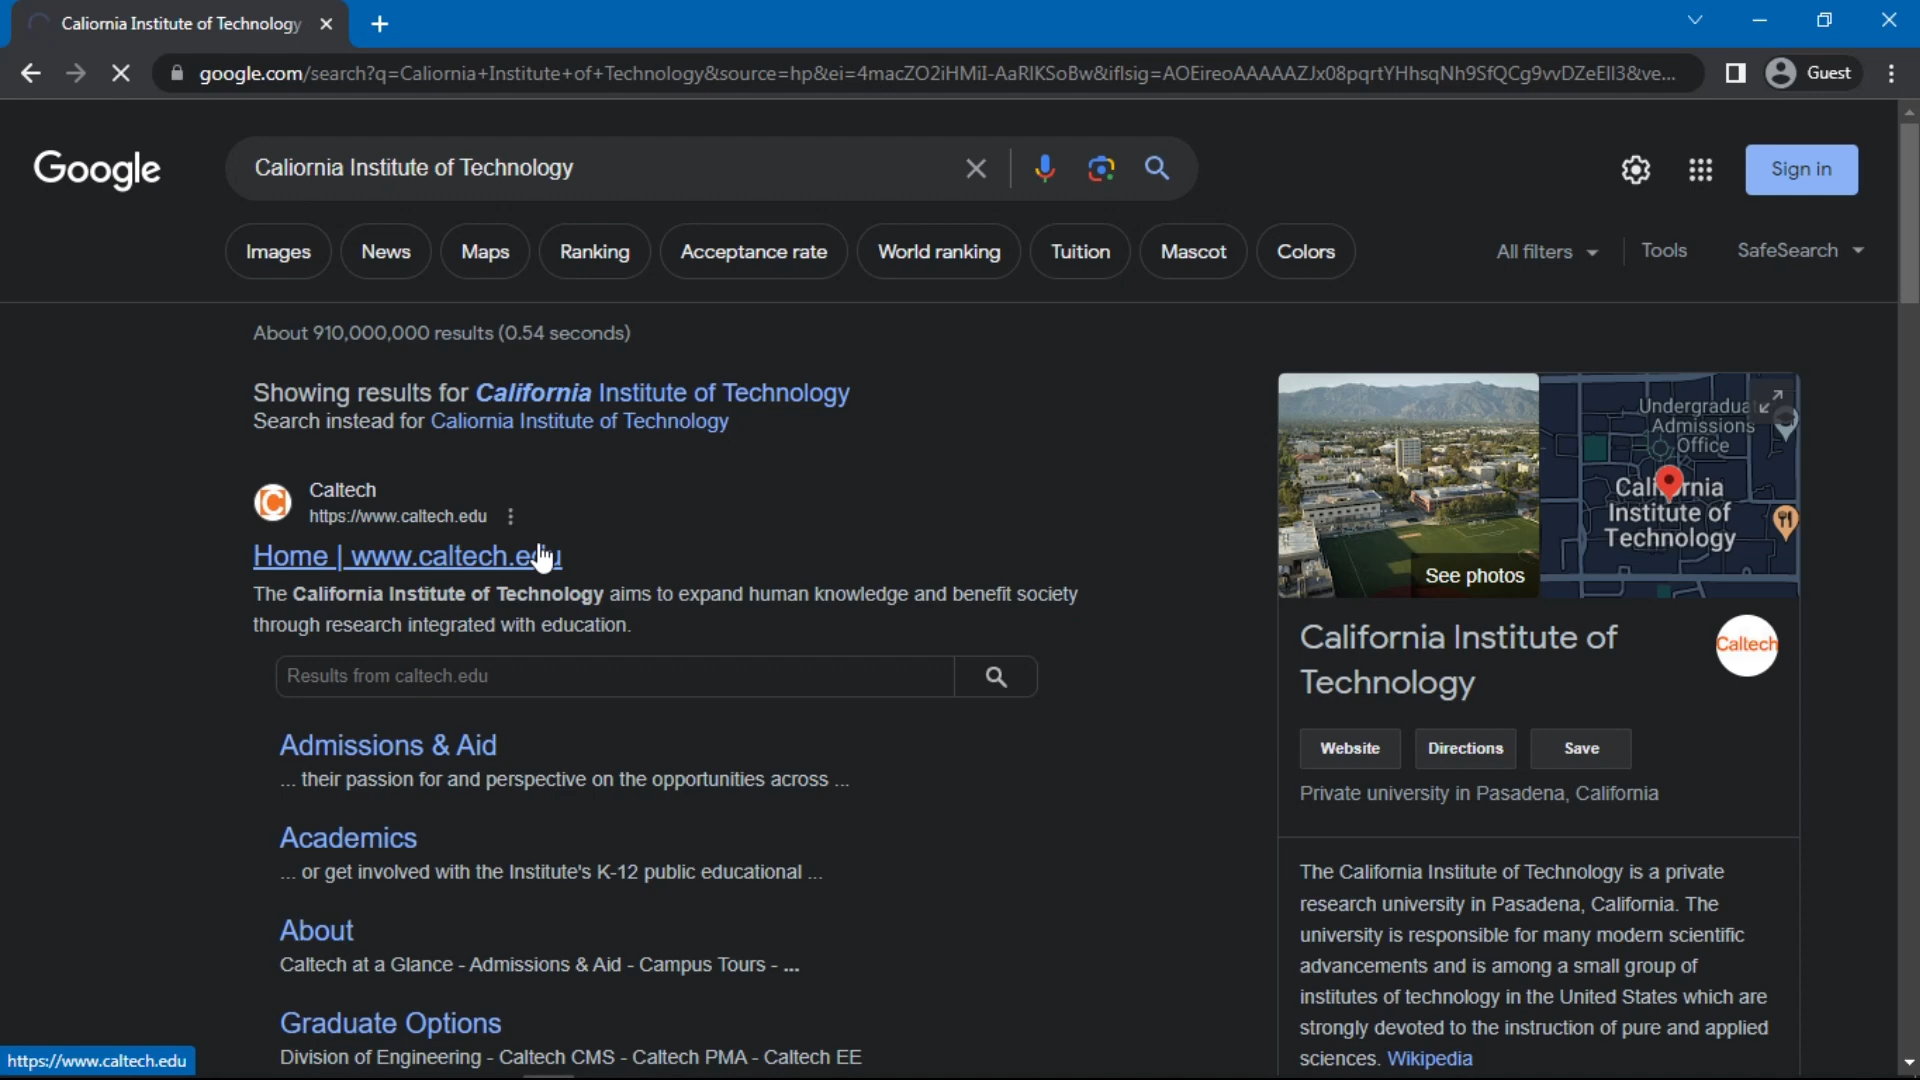 Caliornia Institute of Technology
google.com/search?q=Caliornia+Institute+of+Technology&source=hp&ei=4macZO2iHMiI-AaRlKSoBw&iflsig=AOEireoAAAAAZJx08pqrtYHhsqNh9SfQCg9vvDZeEll3&ve...
Guest
Google
Caliornia Institute of Technology
Sign in
Images
News
Maps
Ranking
Acceptance rate
World ranking
Tuition
Mascot
Colors
All filters
Tools
SafeSearch
About 910,000,000 results (0.54 seconds)
Showing results for California Institute of Technology
Search instead for Caliornia Institute of Technology
Caltech
https://www.caltech.edu
Home | www.caltech.edu
The California Institute of Technology aims to expand human knowledge and benefit society
through research integrated with education.
Results from caltech.edu
Admissions & Aid
... their passion for and perspective on the opportunities across ...
Academics
... or get involved with the Institute's K-12 public educational ...
About
Caltech at a Glance - Admissions & Aid - Campus Tours - ...
Graduate Options
Division of Engineering - Caltech CMS - Caltech PMA - Caltech EE
https://www.caltech.edu
See photos
Undergradua
Admissions
Office
California
Institute of
Technology
California Institute of
Technology
Caltech
Website
Directions
Save
Private university in Pasadena, California
The California Institute of Technology is a private
research university in Pasadena, California. The
university is responsible for many modern scientific
advancements and is among a small group of
institutes of technology in the United States which are
strongly devoted to the instruction of pure and applied
sciences. Wikipedia